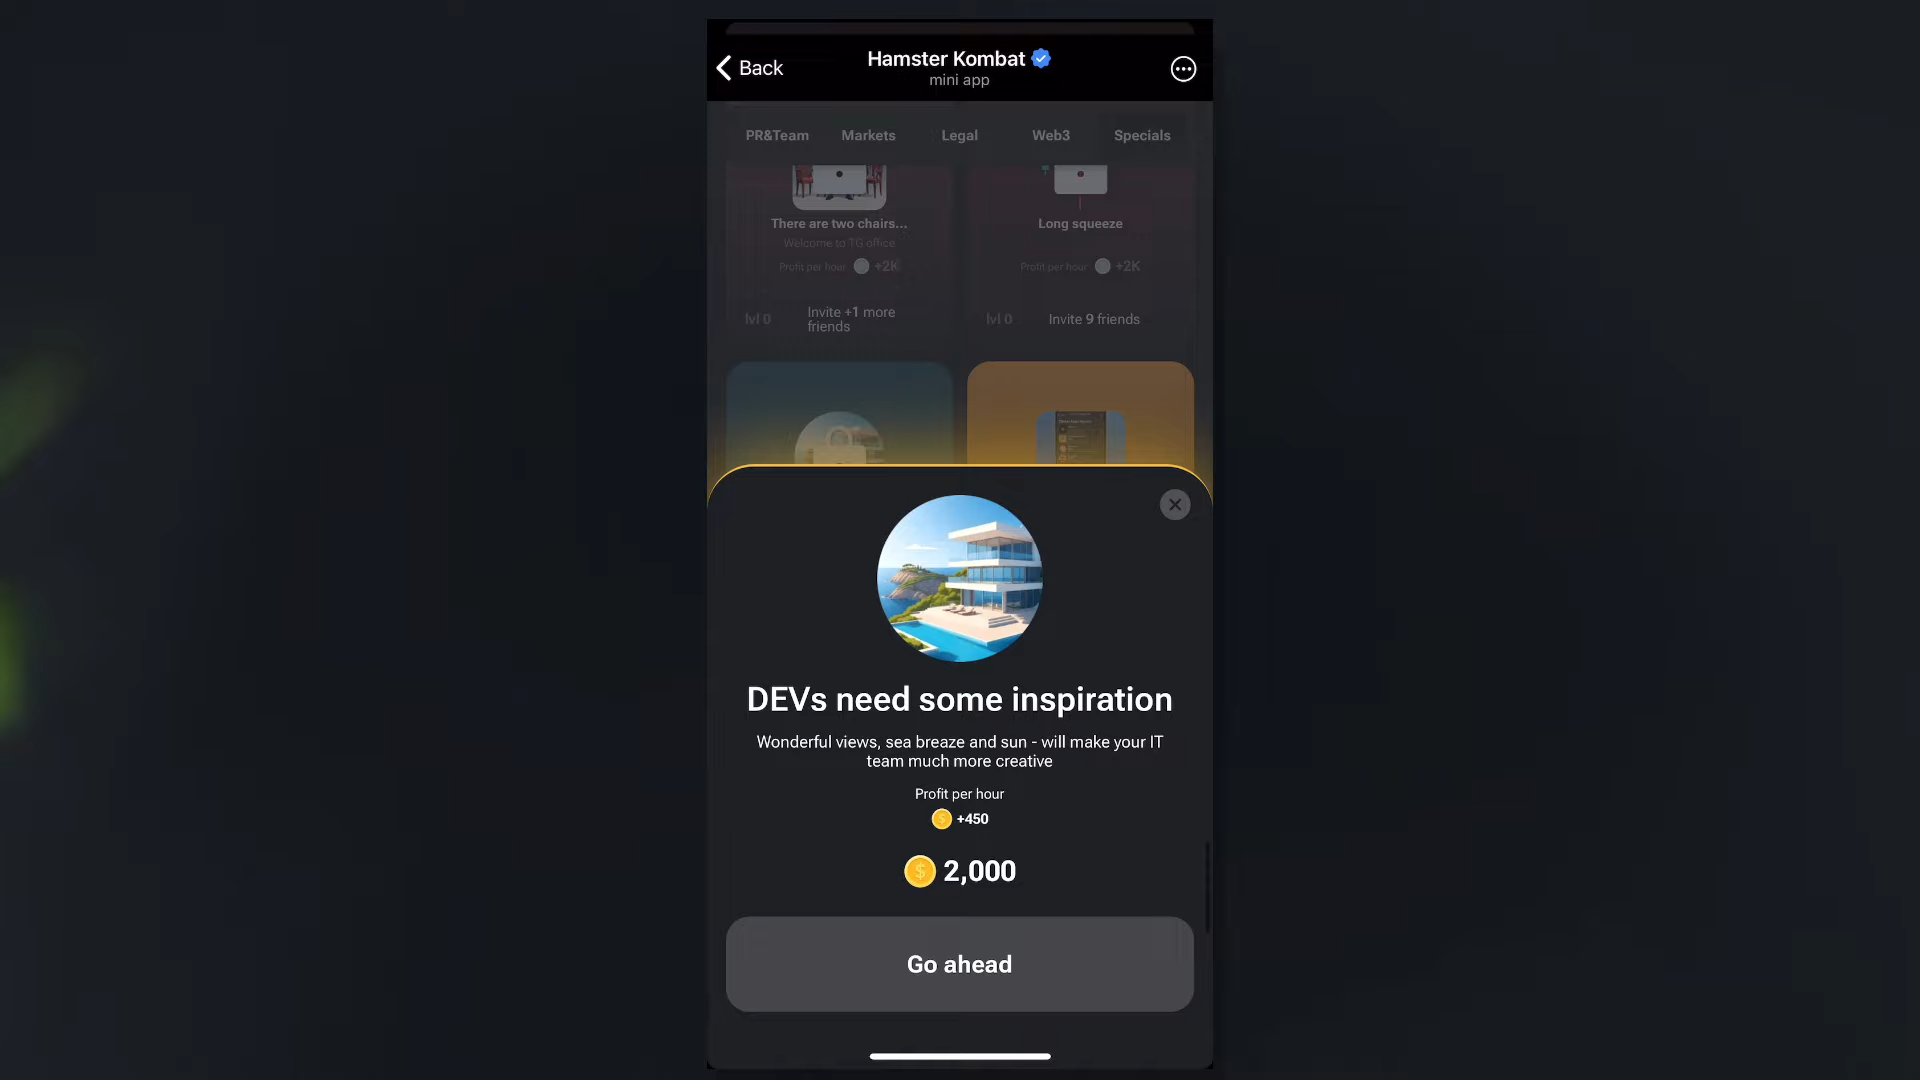 Back
Hamster Kombat
mini app
PR&Team
Markets
Legal
Web3
Specials
There are two chairs...
Welcome to TG office
Profit per hour +2K
lvl 0
Invite +1 more
friends
Long squeeze
Profit per hour +2K
lvl 0
Invite 9 friends
DEVs need some inspiration
Wonderful views, sea breaze and sun - will make your IT
team much more creative
Profit per hour
+450
2,000
Go ahead